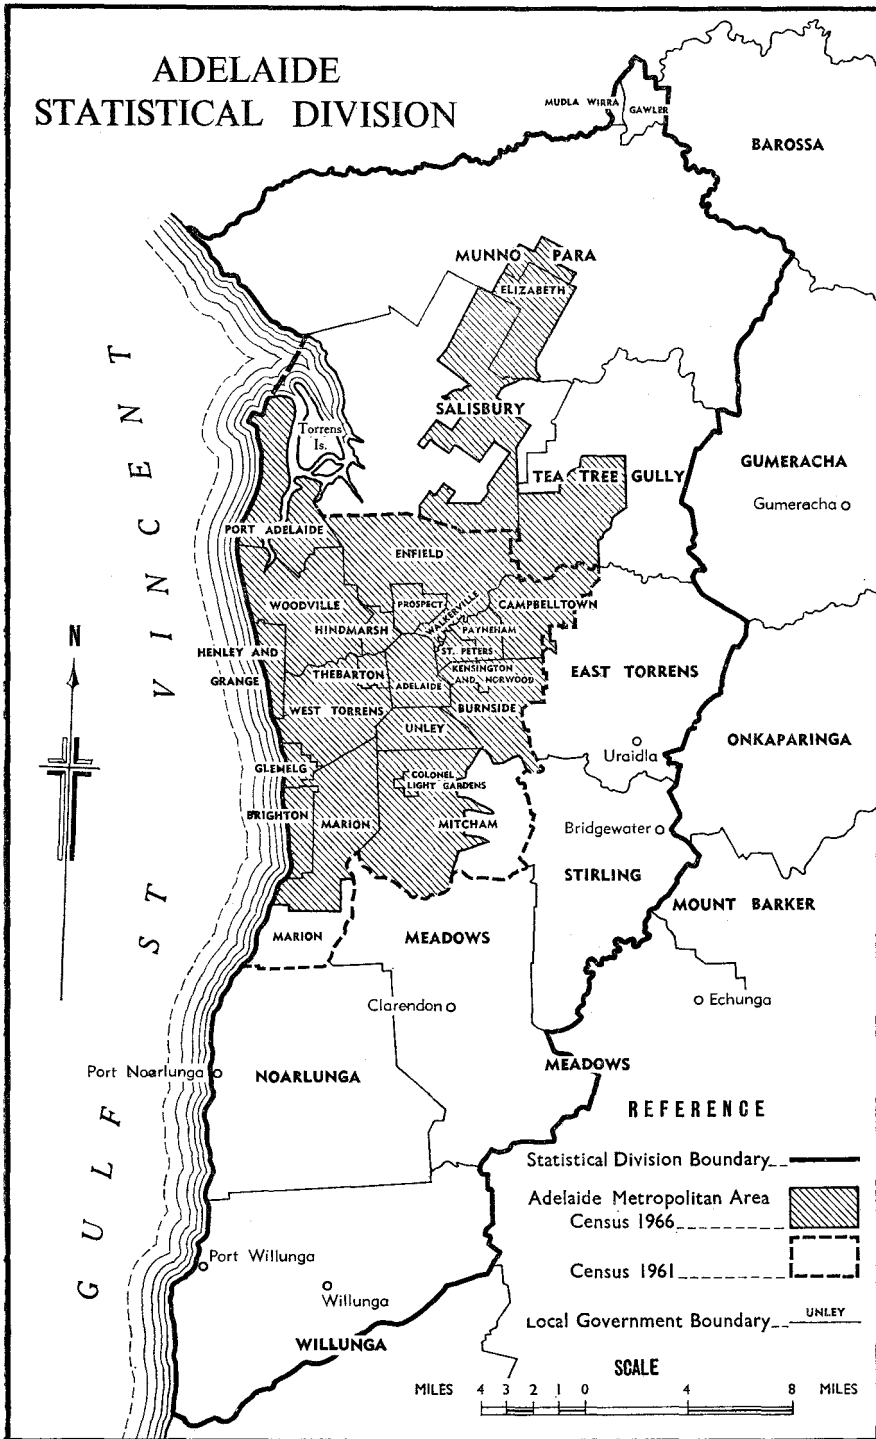 ADELAIDE
STATISTICAL DIVISION
MUDLA WIRRA
GAWLER
BAROSSA
MUNNO PARA
ELIZABETH
SALISBURY
Torrens
Is.
TEA TREE GULLY
GUMERACHA
Gumeracha
PORT ADELAIDE
ENFIELD
WOODVILLE
PROSPECT
WALKERVILLE
CAMPBELLTOWN
HINDMARSH
PAYNEHAM
HENLEY AND
GRANGE
ST. PETERS
THEBARTON
KENSINGTON
AND NORWOOD
ADELAIDE
EAST TORRENS
WEST TORRENS
BURNSIDE
UNLEY
Uraidla
ONKAPARINGA
GLENELG
COLONEL
LIGHT GARDENS
BRIGHTON
MARION
MITCHAM
Bridgewater
STIRLING
MOUNT BARKER
MARION
MEADOWS
Clarendon
Echunga
Port Noarlunga
NOARLUNGA
MEADOWS
Port Willunga
Willunga
WILLUNGA
GULF ST VINCENT
N
REFERENCE
Statistical Division Boundary
Adelaide Metropolitan Area
Census 1966
Census 1961
Local Government Boundary
UNLEY
SCALE
MILES 4 3 2 1 0 4 8 MILES